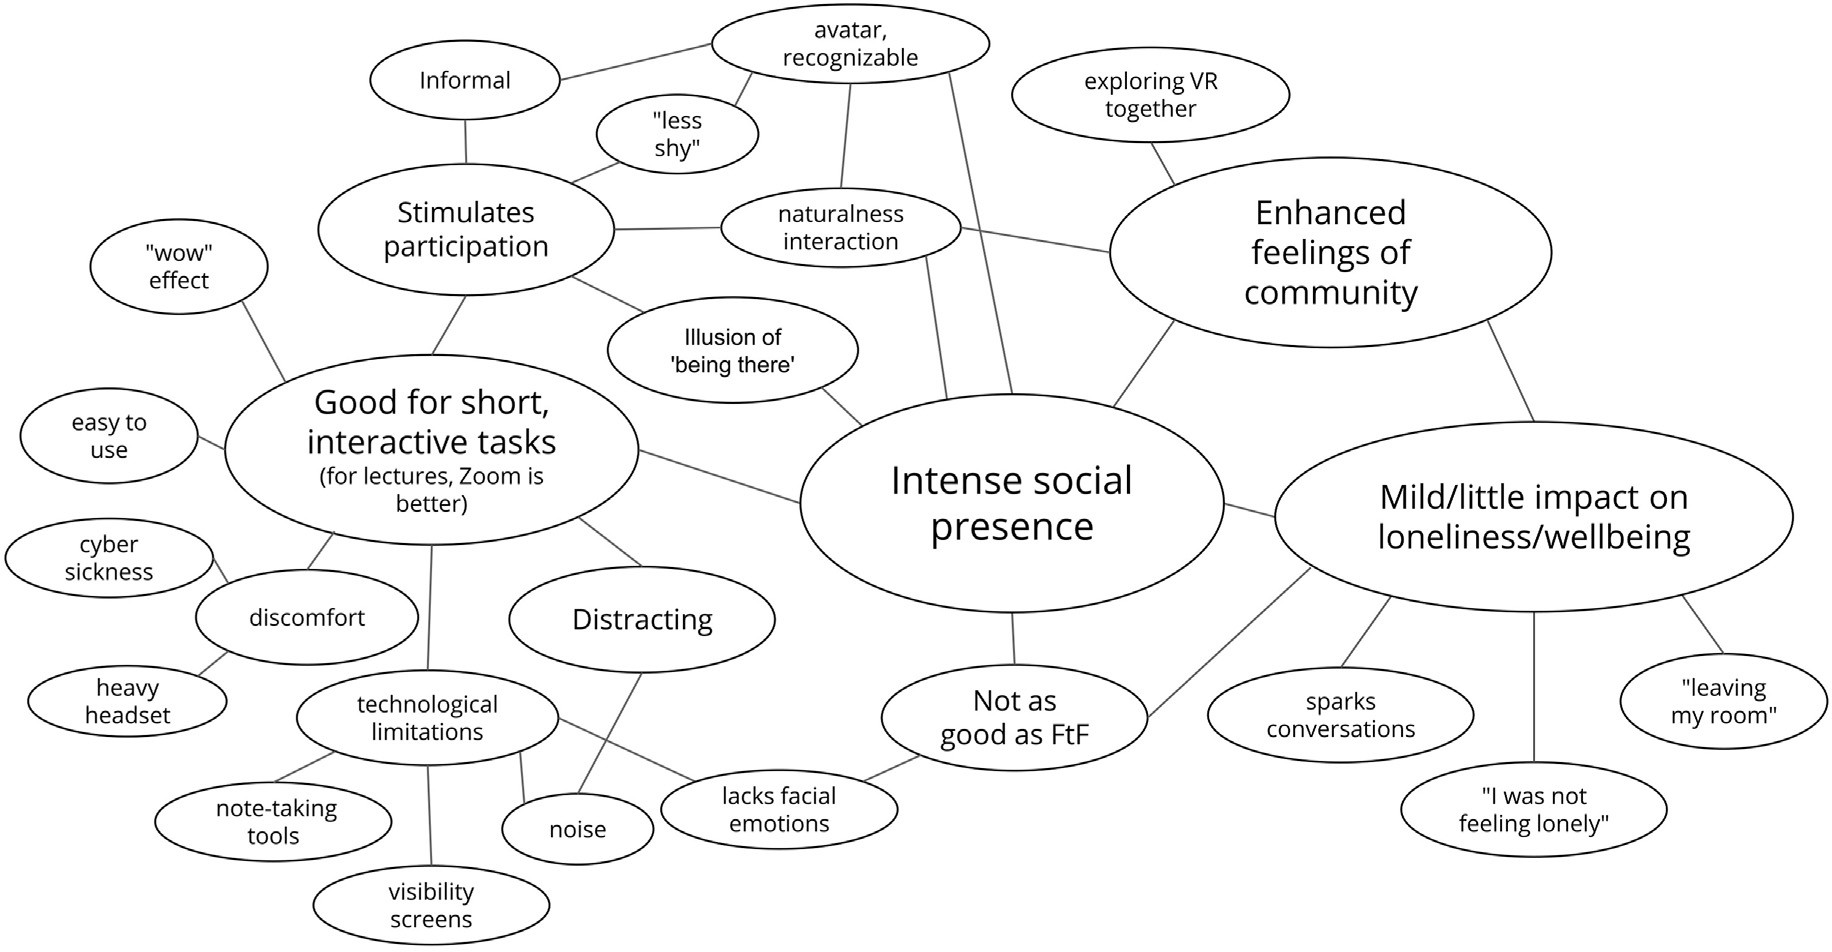 avatar,
recognizable
Informal
exploring VR
together
"less
shy"
Stimulates
participation
naturalness
interaction
Enhanced
feelings of
community
"wow"
effect
Illusion of
'being there'
Good for short,
interactive tasks
(for lectures, Zoom is
better)
easy to
use
Intense social
presence
Mild/little impact on
loneliness/wellbeing
cyber
sickness
discomfort
Distracting
heavy
headset
technological
limitations
Not as
good as FtF
sparks
conversations
"leaving
my room"
note-taking
tools
noise
lacks facial
emotions
"I was not
feeling lonely"
visibility
screens